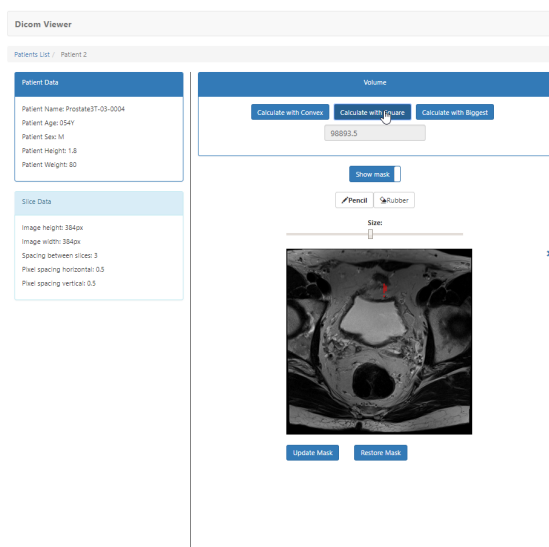 Dicom Viewer
Patients List / Patient 2
Patient Data
Patient Name: Prostate3T-03-0004
Patient Age: 054Y
Patient Sex: M
Patient Height: 1.8
Patient Weight: 80
Slice Data
Image height: 384px
Image width: 384px
Spacing between slices: 3
Pixel spacing horizontal: 0.5
Pixel spacing vertical: 0.5
Volume
Calculate with Convex
Calculate with Square
Calculate with Biggest
98893.5
Show mask
Pencil
Rubber
Size:
Update Mask
Restore Mask